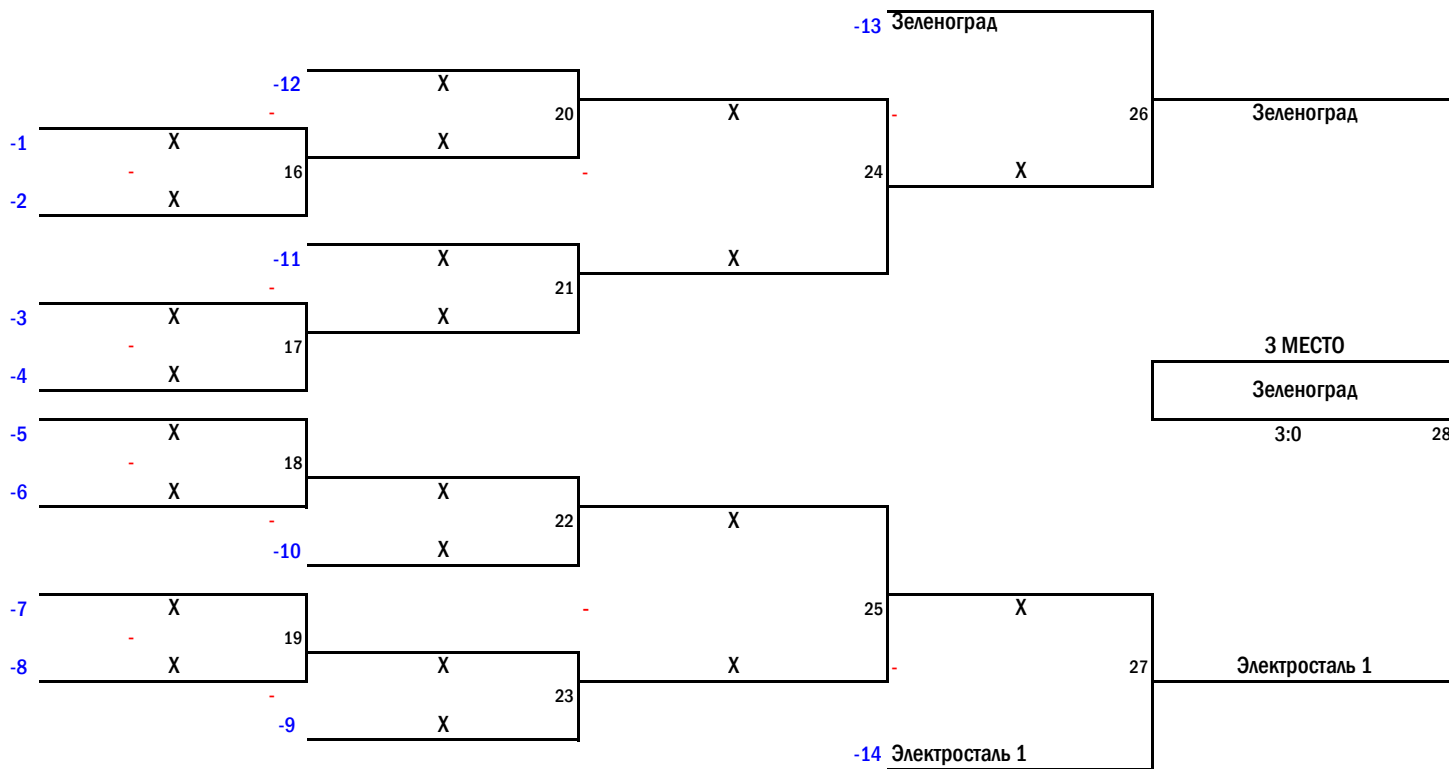 -13 Зеленоград
-12 X
- 20 X - 26 Зеленоград
-1 X X
- 16 - 24 X
-2 X
-11 X X
- 21
-3 X X
- 17 3 МЕСТО
-4 X Зеленоград
-5 X 3:0 28
- 18
-6 X X
- 22 X
-10 X
-7 X - 25 X
- 19
-8 X X X - 27 Электросталь 1
- 23
-9 X
-14 Электросталь 1